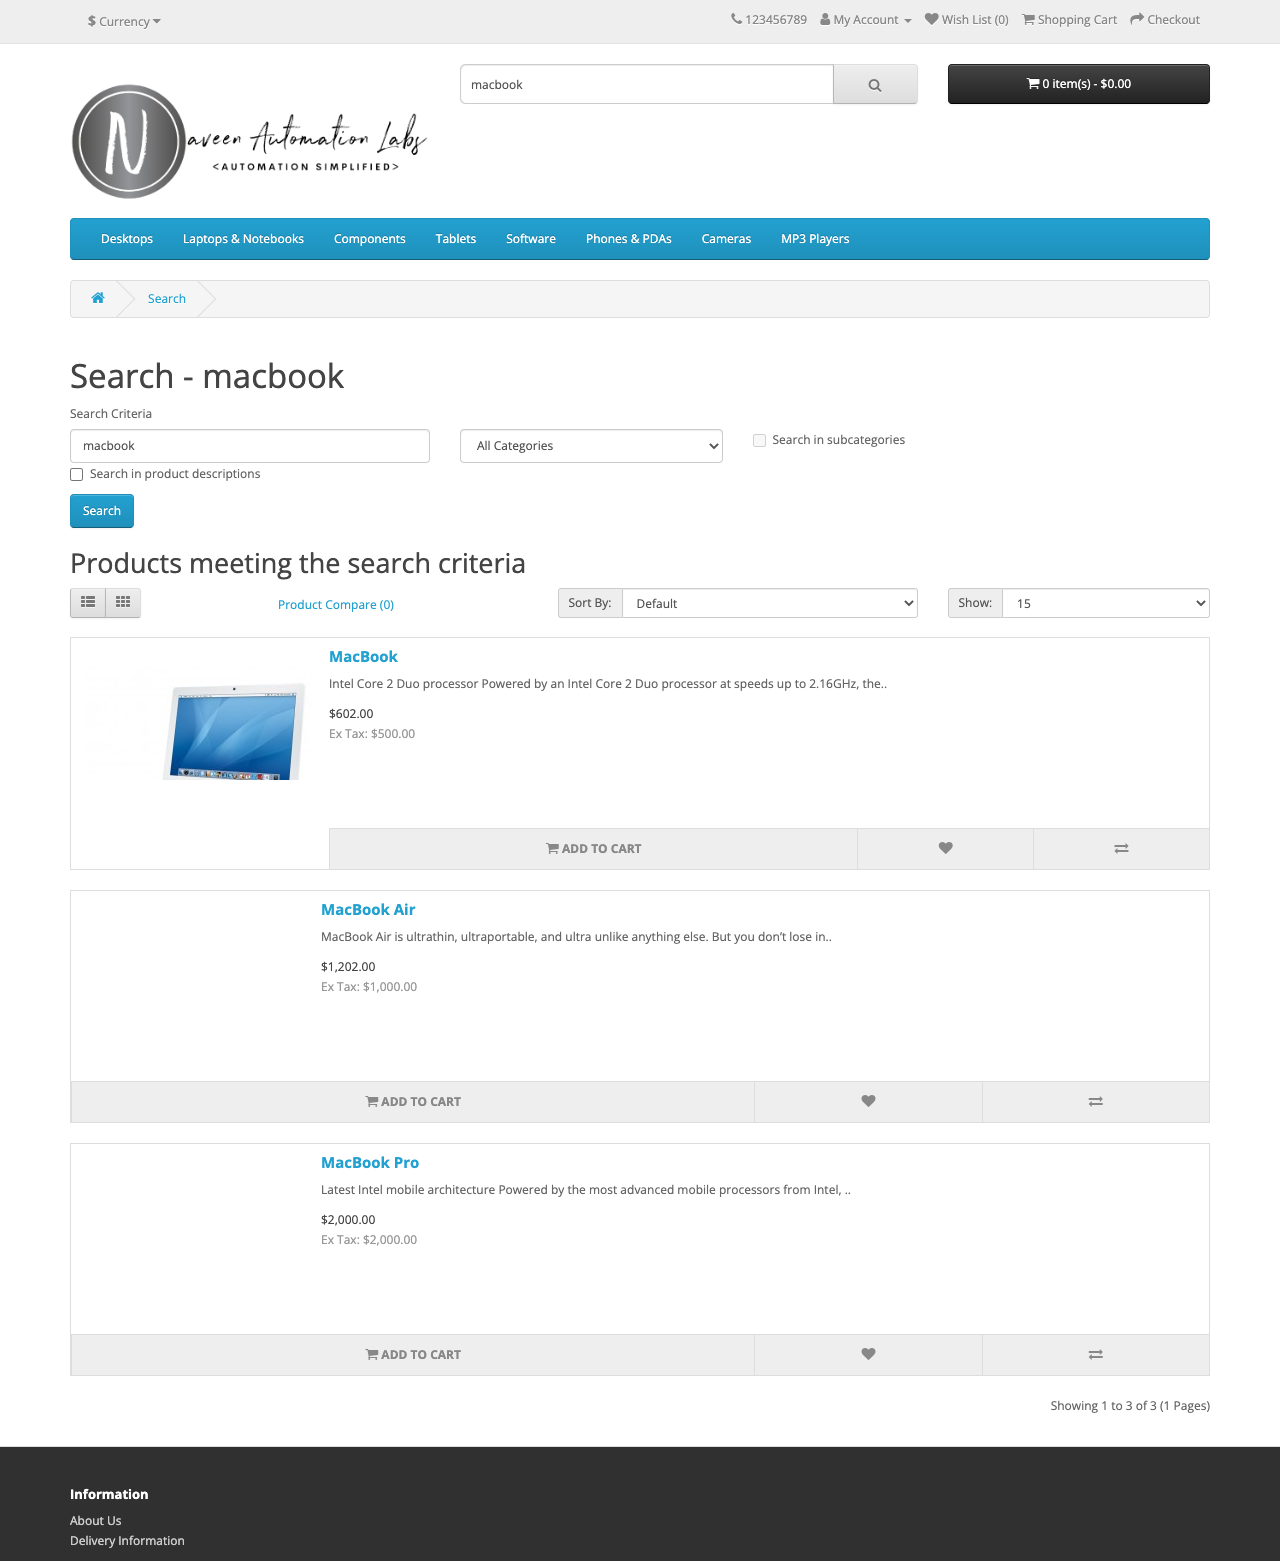 $ Currency
123456789 My Account Wish List (0) Shopping Cart Checkout
macbook
0 item(s) - $0.00
N
aveen Automation Labs
<AUTOMATION SIMPLIFIED>
Desktops Laptops & Notebooks Components Tablets Software Phones & PDAs Cameras MP3 Players
Search
Search - macbook
Search Criteria
macbook All Categories Search in subcategories
Search in product descriptions
Search
Products meeting the search criteria
Product Compare (0) Sort By: Default Show: 15
MacBook
Intel Core 2 Duo processor Powered by an Intel Core 2 Duo processor at speeds up to 2.16GHz, the..
$602.00
Ex Tax: $500.00
ADD TO CART
MacBook Air
MacBook Air is ultrathin, ultraportable, and ultra unlike anything else. But you don’t lose in..
$1,202.00
Ex Tax: $1,000.00
ADD TO CART
MacBook Pro
Latest Intel mobile architecture Powered by the most advanced mobile processors from Intel, ..
$2,000.00
Ex Tax: $2,000.00
ADD TO CART
Showing 1 to 3 of 3 (1 Pages)
Information
About Us
Delivery Information